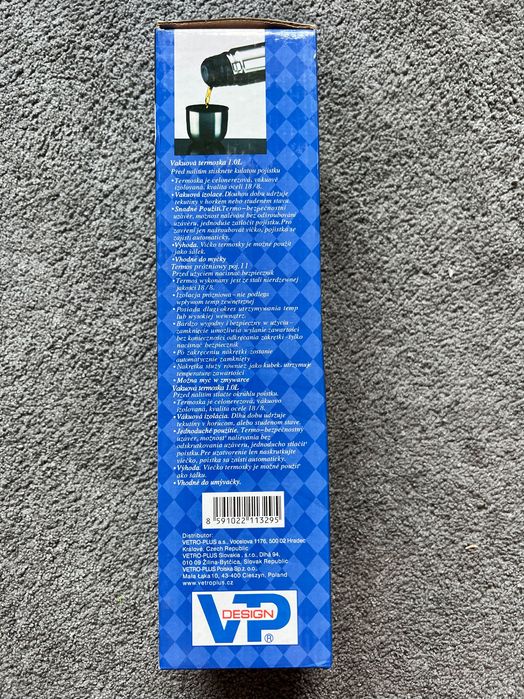 Vakuová termoska 1.0L
Před nalitím stiskněte kulatou pojistku
• Termoska je celonerezová, vakuově
izolovaná, kvalita oceli 18/8.
• Vakuová izolace. Dlouhou dobu udržuje
tekutiny v horkém nebo studeném stavu.
• Snadné Použití. Termo-bezpečnostní
uzávěr, možnost nalévání bez odšroubování
uzávěru, jednoduše zatlačit pojistku. Pro
zavření jen našroubovat víčko, pojistka se
zajistí automaticky.
• Výhoda. Víčko termosky je možné použít
jako šálek.
• Vhodné do myčky
Termos próżniowy poj. 1 l
Przed użyciem nacisnać bezpiecznik
• Termos wykonany jest ze stali nierdzewnej
jakości 18/8.
• Izolacja próżniowa-nie podlega
wpływom temp zewnętrznej
• Posiada długi okres utrzymywania temp
lub wysokiej wewnątrz.
• Bardzo wygodny i bezpieczny w użyciu-
zamknięcie umożliwia wylanie zawartości
bez konieczności odkręcania zakrętki-tylko
nacisnać bezpiecznik
• Po zakręceniu nakrętki zostanie
automatycznie zamknięty
• Nakrętka służy również jako kubek. utrzymuje
temperature zawartości
• Można myc w zmywarce
Vakuová termoska 1.0L
Pred naliatím stlačte okrúhlu poistku.
• Termoska je celonerezová, vákuovo
izolovaná, kvalita ocele 18/8.
• Vákuová izolácia. Dlhú dobu udržuje
tekutiny v horúcom, alebo studenom stave.
• Jednoduché použitie. Termo-bezpečnostný
uzáver, možnosť nalievania bez
odskrutkovania uzáveru, jednoducho stlačiť
poistku. Pre uzatvorenie len naskrutkujte
viečko, poistka sa zaistí automaticky.
• Výhoda. Viečko termosky je možné použiť
ako šálku.
• Vhodné do umývačky.
8 591022 113295
Distributor:
VETRO-PLUS a.s., Vocelova 1176, 500 02 Hradec
Králové, Czech Republic
VETRO-PLUS Slovakia , s.r.o., Dlhá 94,
010 09 Žilina-Bytčica, Slovak Republic
VETRO-PLUS Polska Sp.z o.o.,
Mała Łąka 10, 43-400 Cieszyn, Poland
www.vetroplus.cz
VP
DESIGN
®